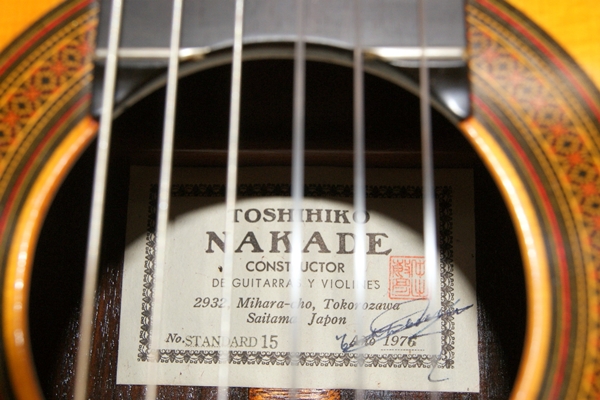 TOSHIHIKO
NAKADE
CONSTRUCTOR
DE GUITARRAS Y VIOLINES
2932, Mihara-cho, Tokorozawa
Saitama Japon
No. STANDARD 15 1976